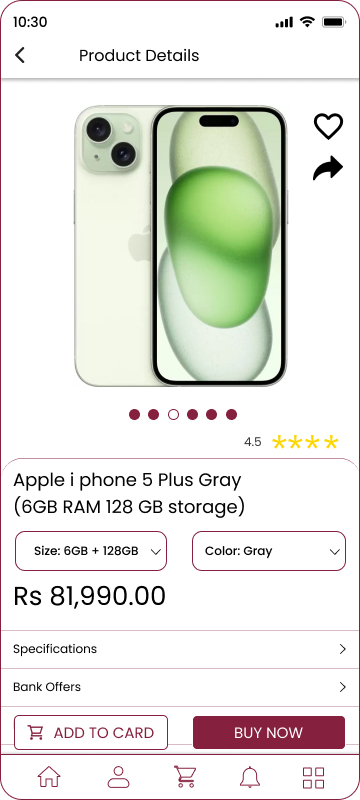 10:30
Product Details
4.5
Apple i phone 5 Plus Gray
(6GB RAM 128 GB storage)
Size: 6GB + 128GB
Color: Gray
Rs 81,990.00
Specifications
Bank Offers
ADD TO CARD
BUY NOW